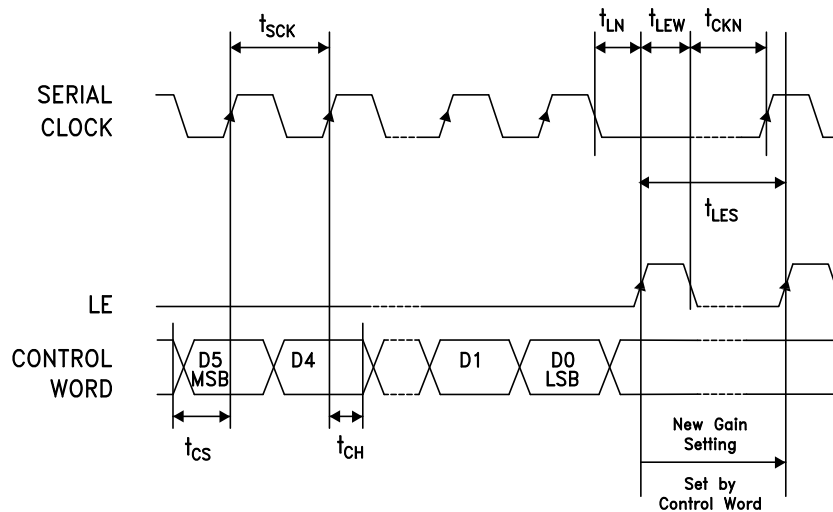 tSCK
tLN
tLEW
tCKN
SERIAL
CLOCK
tLES
LE
CONTROL
WORD
D5
MSB
D4
D1
D0
LSB
tCS
tCH
New Gain
Setting
Set by
Control Word